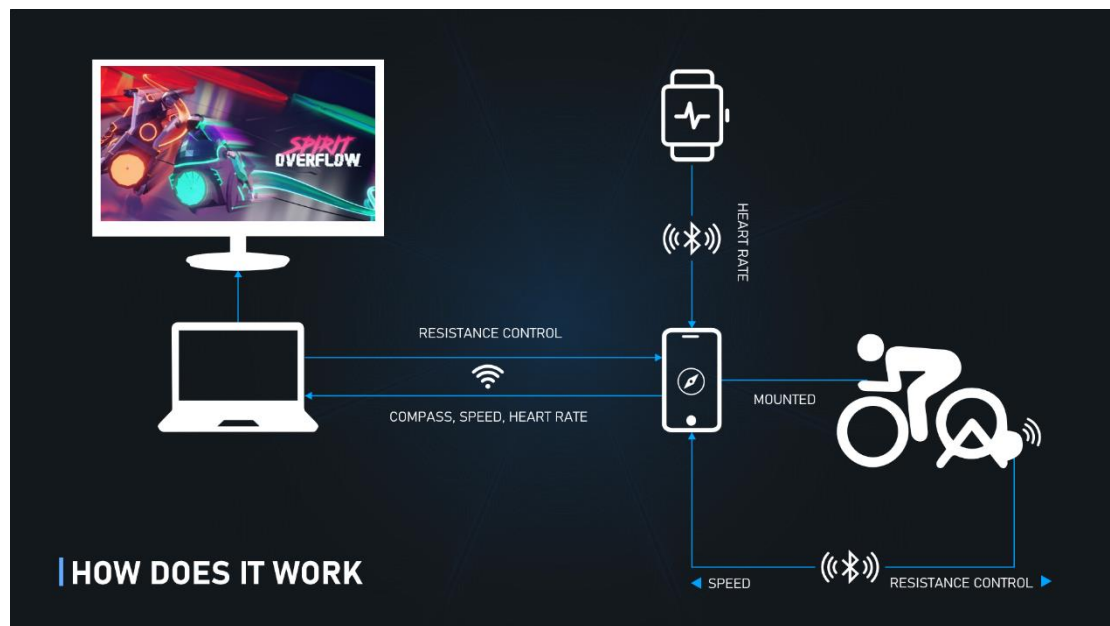 SPIRIT
OVERFLOW
HEART RATE
RESISTANCE CONTROL
COMPASS, SPEED, HEART RATE
MOUNTED
SPEED
RESISTANCE CONTROL
HOW DOES IT WORK